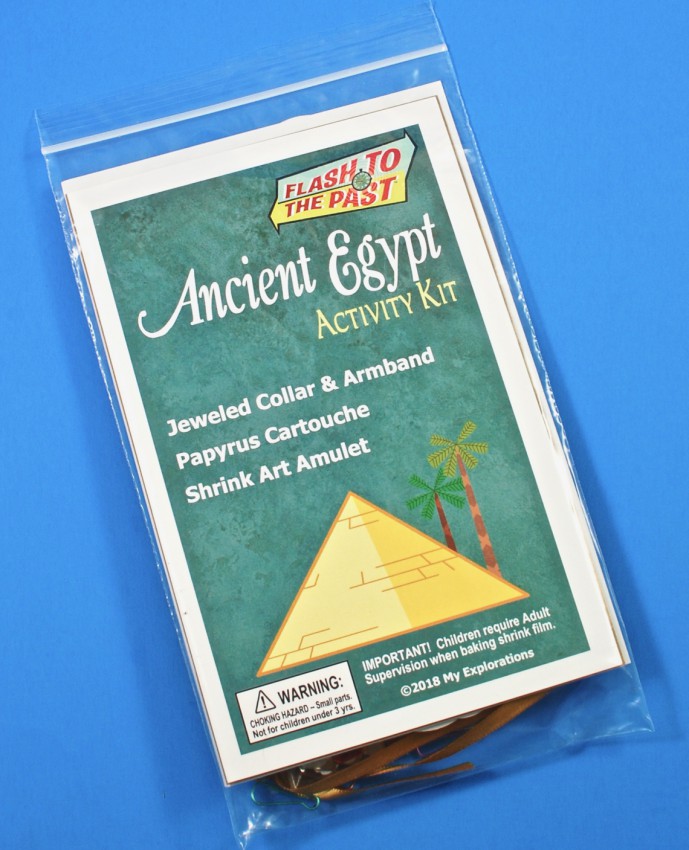 FLASH TO
THE PAST
Ancient Egypt
ACTIVITY KIT
Jeweled Collar & Armband
Papyrus Cartouche
Shrink Art Amulet
IMPORTANT! Children require Adult
Supervision when baking shrink film.
©2018 My Explorations
WARNING:
CHOKING HAZARD – Small parts.
Not for children under 3 yrs.